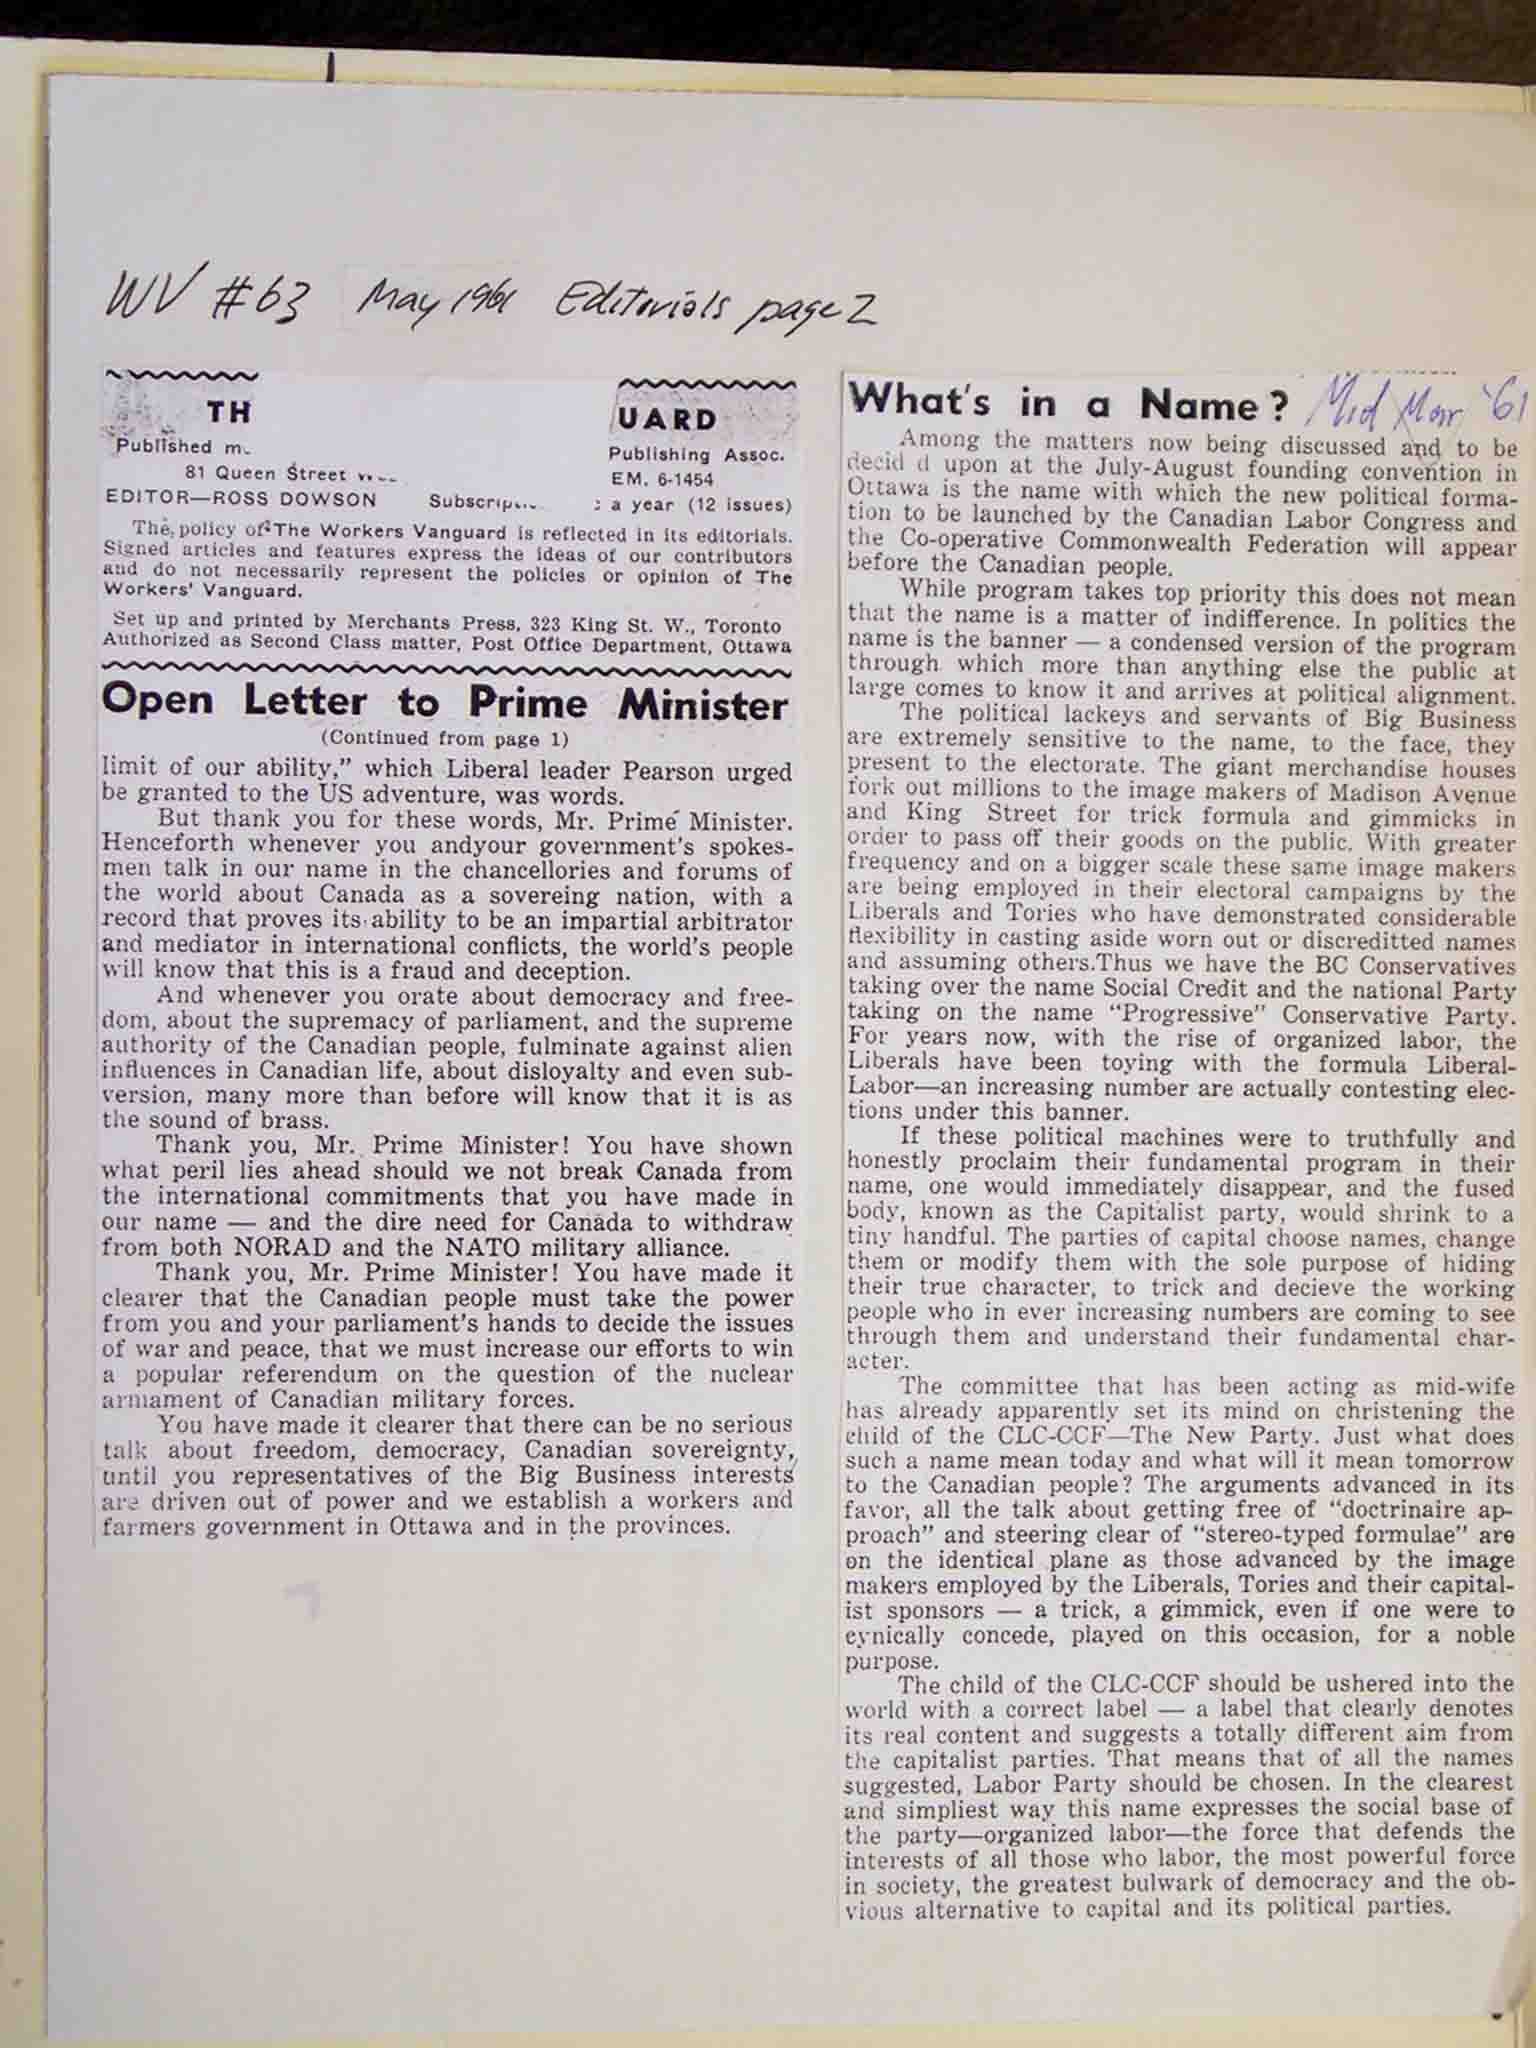 WV #63 May 1961 Editorials page 2
TH UARD
Published m. Publishing Assoc.
81 Queen Street EM. 6-1454
EDITOR—ROSS DOWSON a year (12 issues)
The policy of The Workers Vanguard is reflected in its editorials.
Signed articles and features express the ideas of our contributors
and do not necessarily represent the policies or opinion of The
Workers' Vanguard.
Set up and printed by Merchants Press, 323 King St. W., Toronto
Authorized as Second Class matter, Post Office Department, Ottawa
Open Letter to Prime Minister
(Continued from page 1)
limit of our ability,” which Liberal leader Pearson urged
be granted to the US adventure, was words.
But thank you for these words, Mr. Prime Minister.
Henceforth whenever you andyour government's spokes-
men talk in our name in the chancellories and forums of
the world about Canada as a sovereing nation, with a
record that proves its ability to be an impartial arbitrator
and mediator in international conflicts, the world's people
will know that this is a fraud and deception.
And whenever you orate about democracy and free-
dom, about the supremacy of parliament, and the supreme
authority of the Canadian people, fulminate against alien
influences in Canadian life, about disloyalty and even sub-
version, many more than before will know that it is as
the sound of brass.
Thank you, Mr. Prime Minister! You have shown
what peril lies ahead should we not break Canada from
the international commitments that you have made in
our name — and the dire need for Canada to withdraw
from both NORAD and the NATO military alliance.
Thank you, Mr. Prime Minister! You have made it
clearer that the Canadian people must take the power
from you and your parliament's hands to decide the issues
of war and peace, that we must increase our efforts to win
a popular referendum on the question of the nuclear
armament of Canadian military forces.
You have made it clearer that there can be no serious
talk about freedom, democracy, Canadian sovereignty,
until you representatives of the Big Business interests
are driven out of power and we establish a workers and
farmers government in Ottawa and in the provinces.
What's in a Name? Mid Mar '61
Among the matters now being discussed and to be
decid d upon at the July-August founding convention in
Ottawa is the name with which the new political forma-
tion to be launched by the Canadian Labor Congress and
the Co-operative Commonwealth Federation will appear
before the Canadian people.
While program takes top priority this does not mean
that the name is a matter of indifference. In politics the
name is the banner — a condensed version of the program
through which more than anything else the public at
large comes to know it and arrives at political alignment.
The political lackeys and servants of Big Business
are extremely sensitive to the name, to the face, they
present to the electorate. The giant merchandise houses
fork out millions to the image makers of Madison Avenue
and King Street for trick formula and gimmicks in
order to pass off their goods on the public. With greater
frequency and on a bigger scale these same image makers
are being employed in their electoral campaigns by the
Liberals and Tories who have demonstrated considerable
flexibility in casting aside worn out or discreditted names
and assuming others.Thus we have the BC Conservatives
taking over the name Social Credit and the national Party
taking on the name “Progressive” Conservative Party.
For years now, with the rise of organized labor, the
Liberals have been toying with the formula Liberal-
Labor—an increasing number are actually contesting elec-
tions under this banner.
If these political machines were to truthfully and
honestly proclaim their fundamental program in their
name, one would immediately disappear, and the fused
body, known as the Capitalist party, would shrink to a
tiny handful. The parties of capital choose names, change
them or modify them with the sole purpose of hiding
their true character, to trick and decieve the working
people who in ever increasing numbers are coming to see
through them and understand their fundamental char-
acter.
The committee that has been acting as mid-wife
has already apparently set its mind on christening the
child of the CLC-CCF—The New Party. Just what does
such a name mean today and what will it mean tomorrow
to the Canadian people? The arguments advanced in its
favor, all the talk about getting free of “doctrinaire ap-
proach” and steering clear of “stereo-typed formulae” are
on the identical plane as those advanced by the image
makers employed by the Liberals, Tories and their capital-
ist sponsors — a trick, a gimmick, even if one were to
cynically concede, played on this occasion, for a noble
purpose.
The child of the CLC-CCF should be ushered into the
world with a correct label — a label that clearly denotes
its real content and suggests a totally different aim from
the capitalist parties. That means that of all the names
suggested, Labor Party should be chosen. In the clearest
and simpliest way this name expresses the social base of
the party—organized labor—the force that defends the
interests of all those who labor, the most powerful force
in society, the greatest bulwark of democracy and the ob-
vious alternative to capital and its political parties.